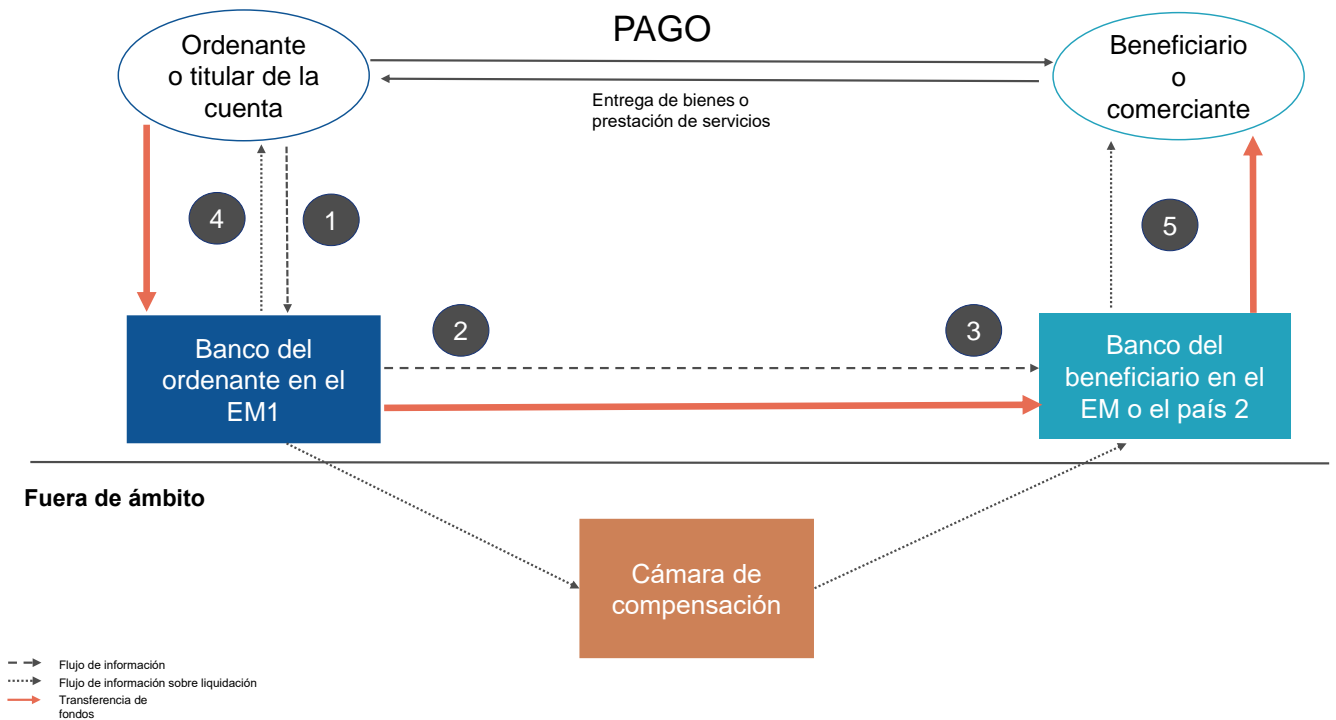 PAGO
Ordenante
o titular de la
cuenta
Beneficiario
o
comerciante
Entrega de bienes o
prestación de servicios
4
1
5
2
3
Banco del
ordenante en el
EM1
Banco del
beneficiario en el
EM o el país 2
Fuera de ámbito
Cámara de
compensación
Flujo de información
Flujo de información sobre liquidación
Transferencia de
fondos